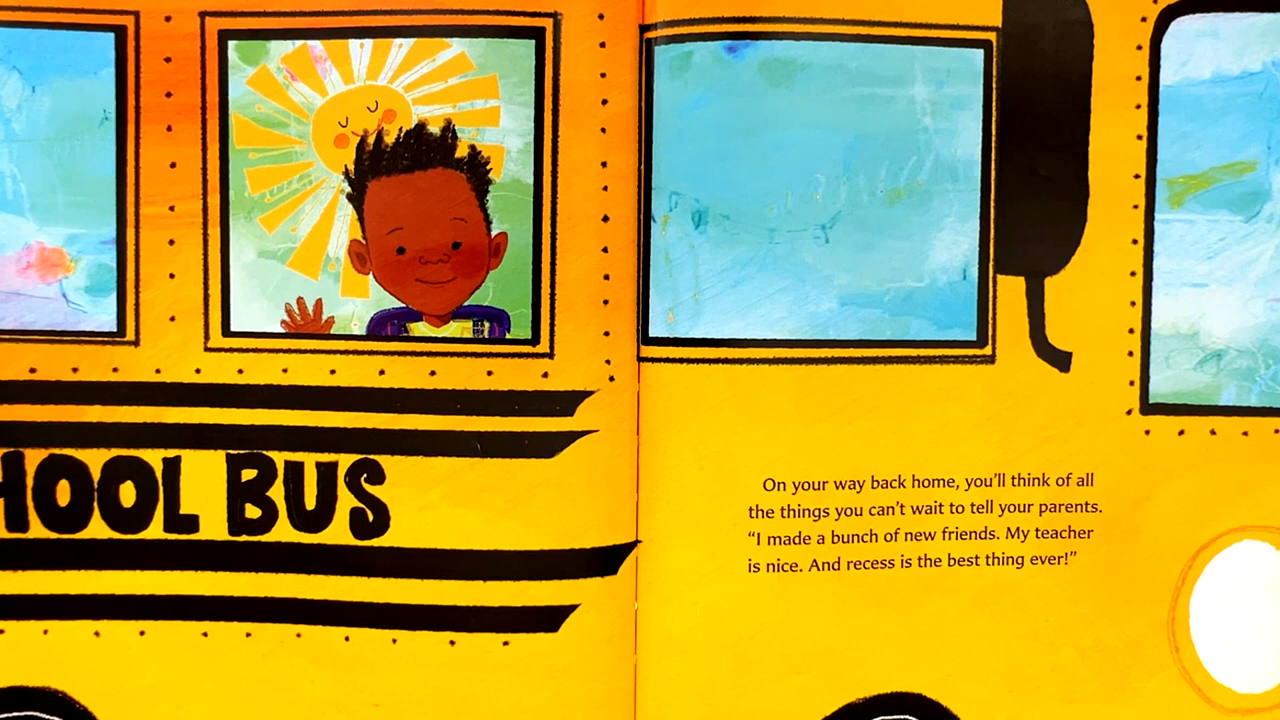 HOOL BUS
On your way back home, you’ll think of all
the things you can’t wait to tell your parents.
“I made a bunch of new friends. My teacher
is nice. And recess is the best thing ever!”